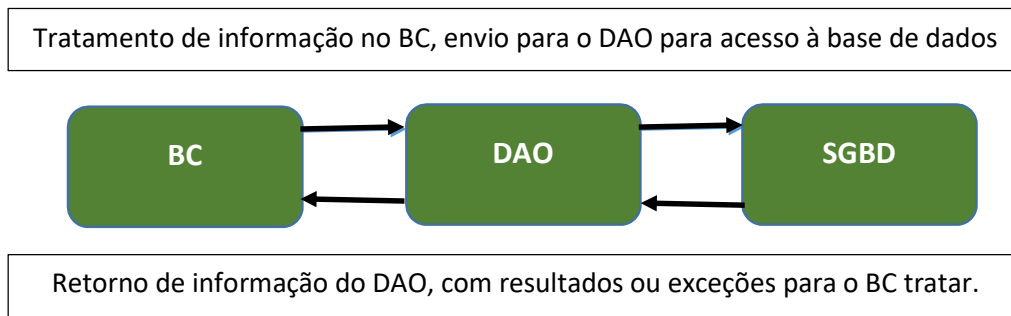 Tratamento de informação no BC, envio para o DAO para acesso à base de dados
BC
DAO
SGBD
Retorno de informação do DAO, com resultados ou exceções para o BC tratar.